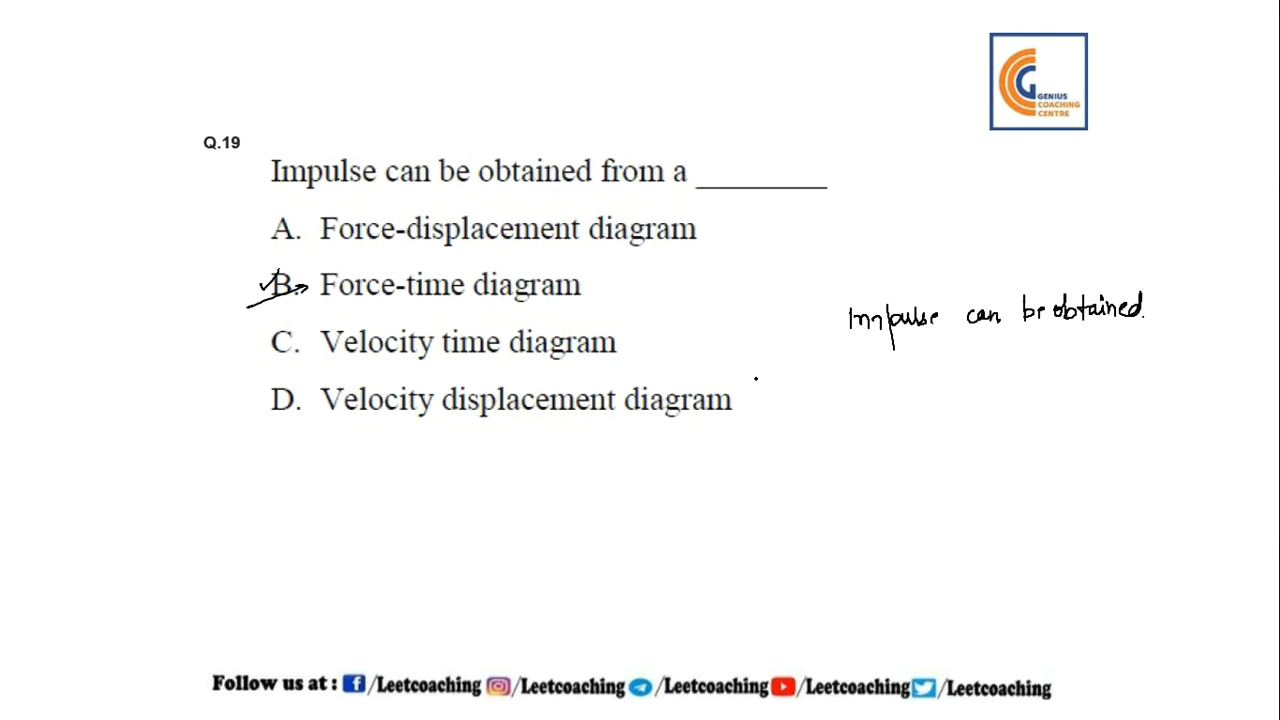 GENIUS
COACHING
CENTRE
Q.19
Impulse can be obtained from a ________
A. Force-displacement diagram
B. Force-time diagram
C. Velocity time diagram
D. Velocity displacement diagram
Impulse can be obtained.
Follow us at : /Leetcoaching /Leetcoaching /Leetcoaching /Leetcoaching /Leetcoaching